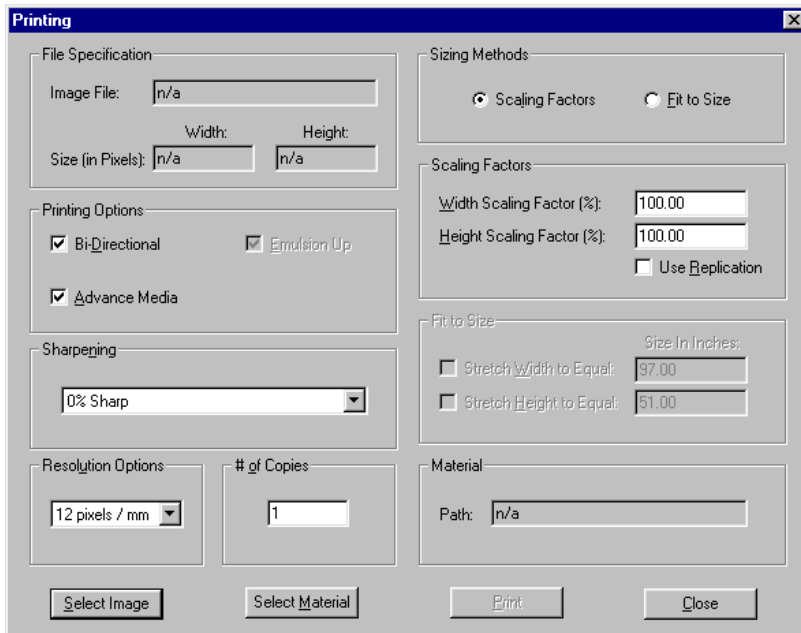 Printing
File Specification
Image File: n/a
Width: Height:
Size (in Pixels): n/a n/a
Printing Options
Bi-Directional Emulsion Up
Advance Media
Sharpening
0% Sharp
Resolution Options
12 pixels / mm
# of Copies
1
Sizing Methods
Scaling Factors Fit to Size
Scaling Factors
Width Scaling Factor (%): 100.00
Height Scaling Factor (%): 100.00
Use Replication
Fit to Size
Size In Inches:
Stretch Width to Equal: 97.00
Stretch Height to Equal: 51.00
Material
Path: n/a
Select Image Select Material Print Close